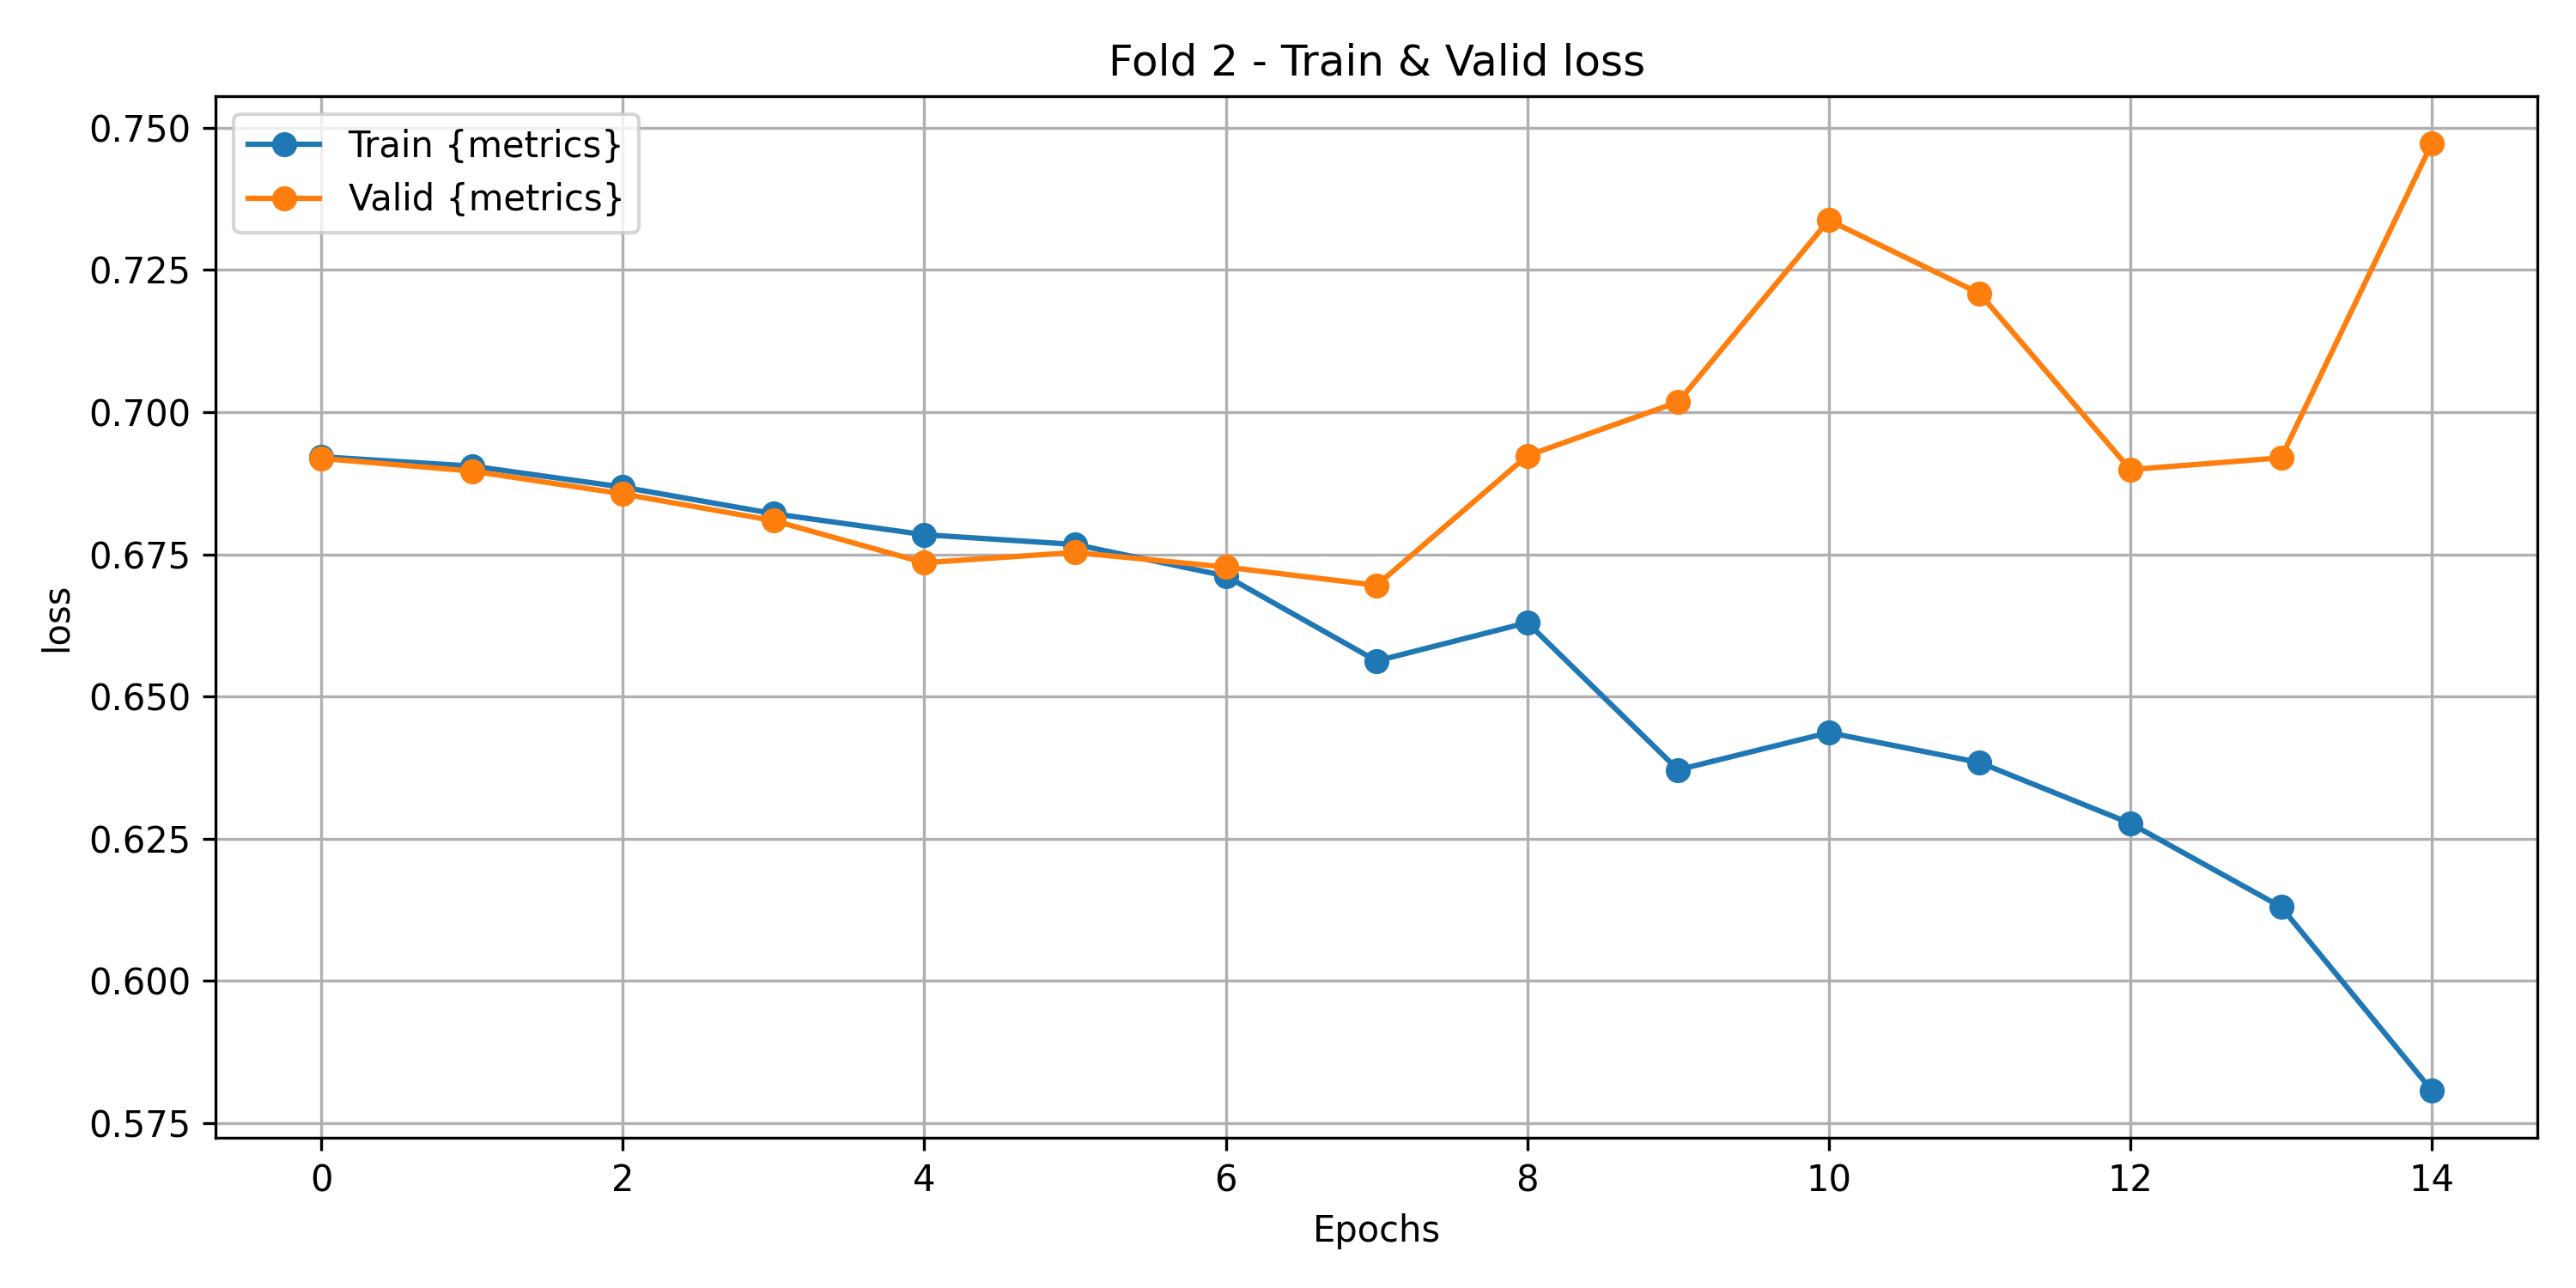 Fold 2 - Train & Valid loss
Train {metrics}
Valid {metrics}
0.750
0.725
0.700
0.675
0.650
0.625
0.600
0.575
loss
0 2 4 6 8 10 12 14
Epochs